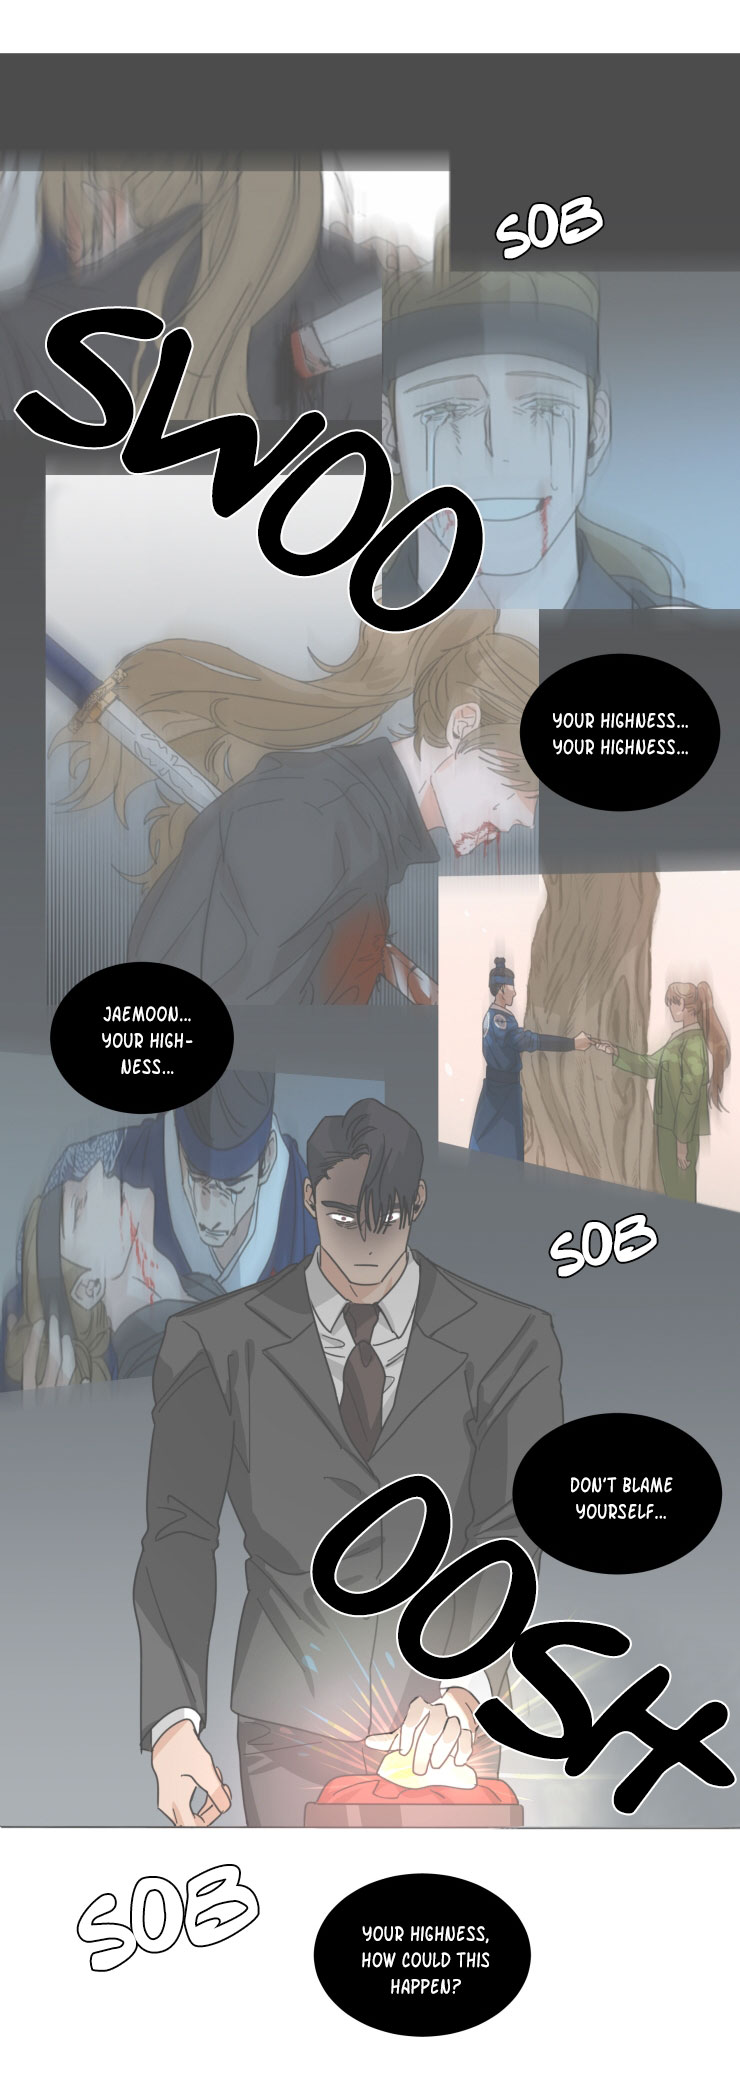 SOB
SWOO
YOUR HIGHNESS...
YOUR HIGHNESS...
JAEMOON...
YOUR HIGH-
NESS...
SOB
DON'T BLAME
YOURSELF...
OOSH
SOB
YOUR HIGHNESS,
HOW COULD THIS
HAPPEN?